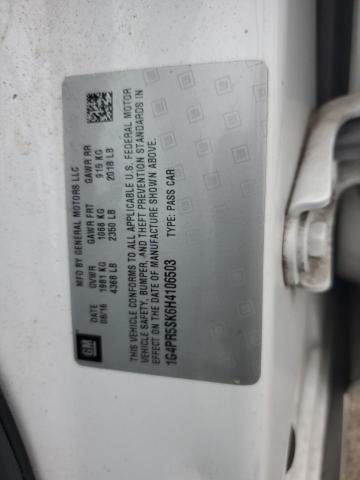 GM
MFD BY GENERAL MOTORS LLC
DATE GVWR GAWR FRT GAWR RR
08/16 1981 KG 1066 KG 915 KG
4368 LB 2350 LB 2018 LB
THIS VEHICLE CONFORMS TO ALL APPLICABLE U.S. FEDERAL MOTOR
VEHICLE SAFETY, BUMPER, AND THEFT PREVENTION STANDARDS IN
EFFECT ON THE DATE OF MANUFACTURE SHOWN ABOVE.
1G4PR5SK6H4106503 TYPE: PASS CAR